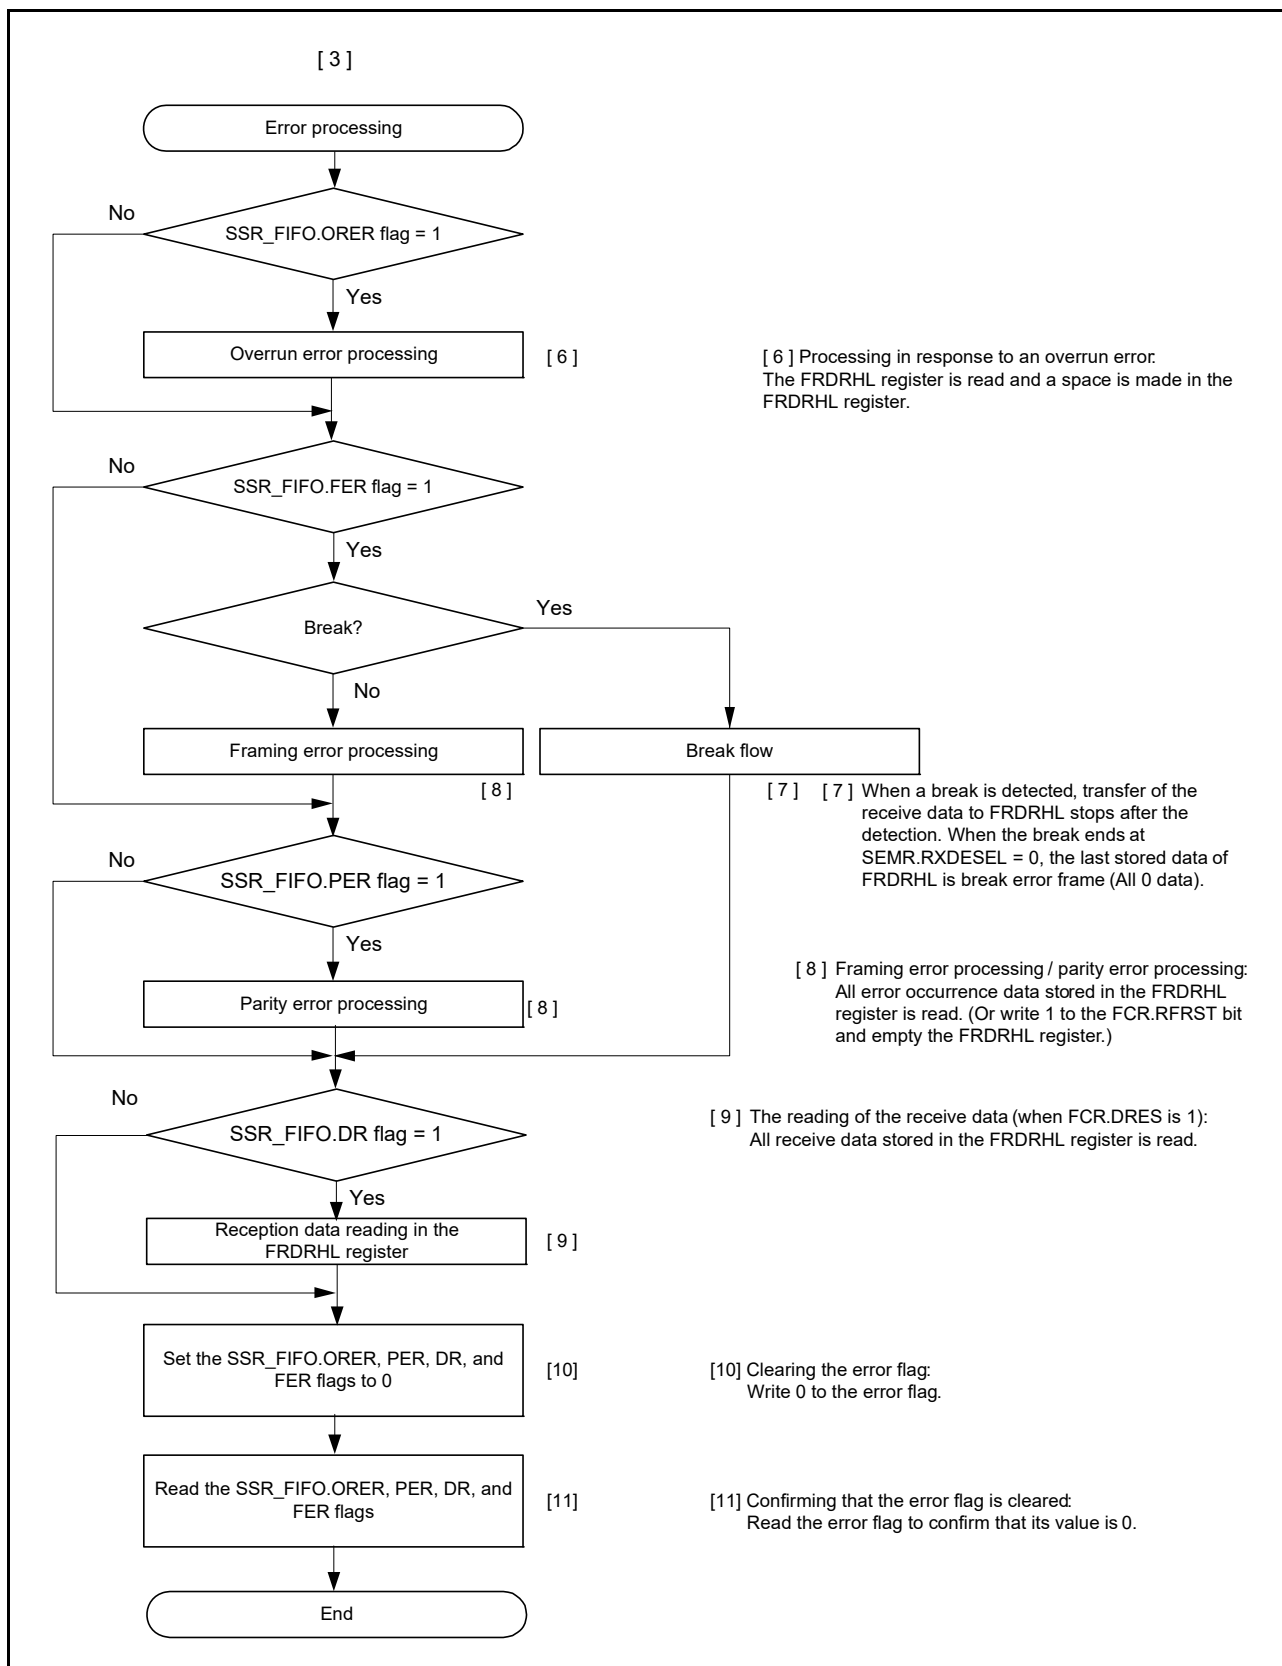 [ 3 ]
Error processing
No
SSR_FIFO.ORER flag = 1
Yes
Overrun error processing
[ 6 ]
[ 6 ] Processing in response to an overrun error:
The FRDRHL register is read and a space is made in the
FRDRHL register.
No
SSR_FIFO.FER flag = 1
Yes
Break?
Yes
No
Framing error processing
Break flow
[ 8 ]
[ 7 ]
[ 7 ] When a break is detected, transfer of the
receive data to FRDRHL stops after the
detection. When the break ends at
SEMR.RXDESEL = 0, the last stored data of
FRDRHL is break error frame (All 0 data).
No
SSR_FIFO.PER flag = 1
Yes
Parity error processing
[ 8 ]
[ 8 ] Framing error processing / parity error processing:
All error occurrence data stored in the FRDRHL
register is read. (Or write 1 to the FCR.RFRST bit
and empty the FRDRHL register.)
No
SSR_FIFO.DR flag = 1
Yes
[ 9 ] The reading of the receive data (when FCR.DRES is 1):
All receive data stored in the FRDRHL register is read.
Reception data reading in the
FRDRHL register
[ 9 ]
Set the SSR_FIFO.ORER, PER, DR, and
FER flags to 0
[10]
[10] Clearing the error flag:
Write 0 to the error flag.
Read the SSR_FIFO.ORER, PER, DR, and
FER flags
[11]
[11] Confirming that the error flag is cleared:
Read the error flag to confirm that its value is 0.
End